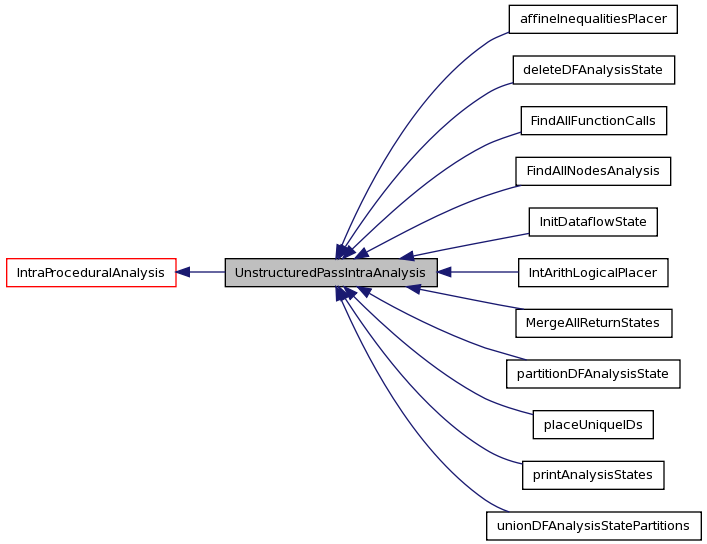 affineInequalitiesPlacer
deleteDFAnalysisState
FindAllFunctionCalls
FindAllNodesAnalysis
InitDataflowState
IntraProceduralAnalysis
UnstructuredPassIntraAnalysis
IntArithLogicalPlacer
MergeAllReturnStates
partitionDFAnalysisState
placeUniqueIDs
printAnalysisStates
unionDFAnalysisStatePartitions